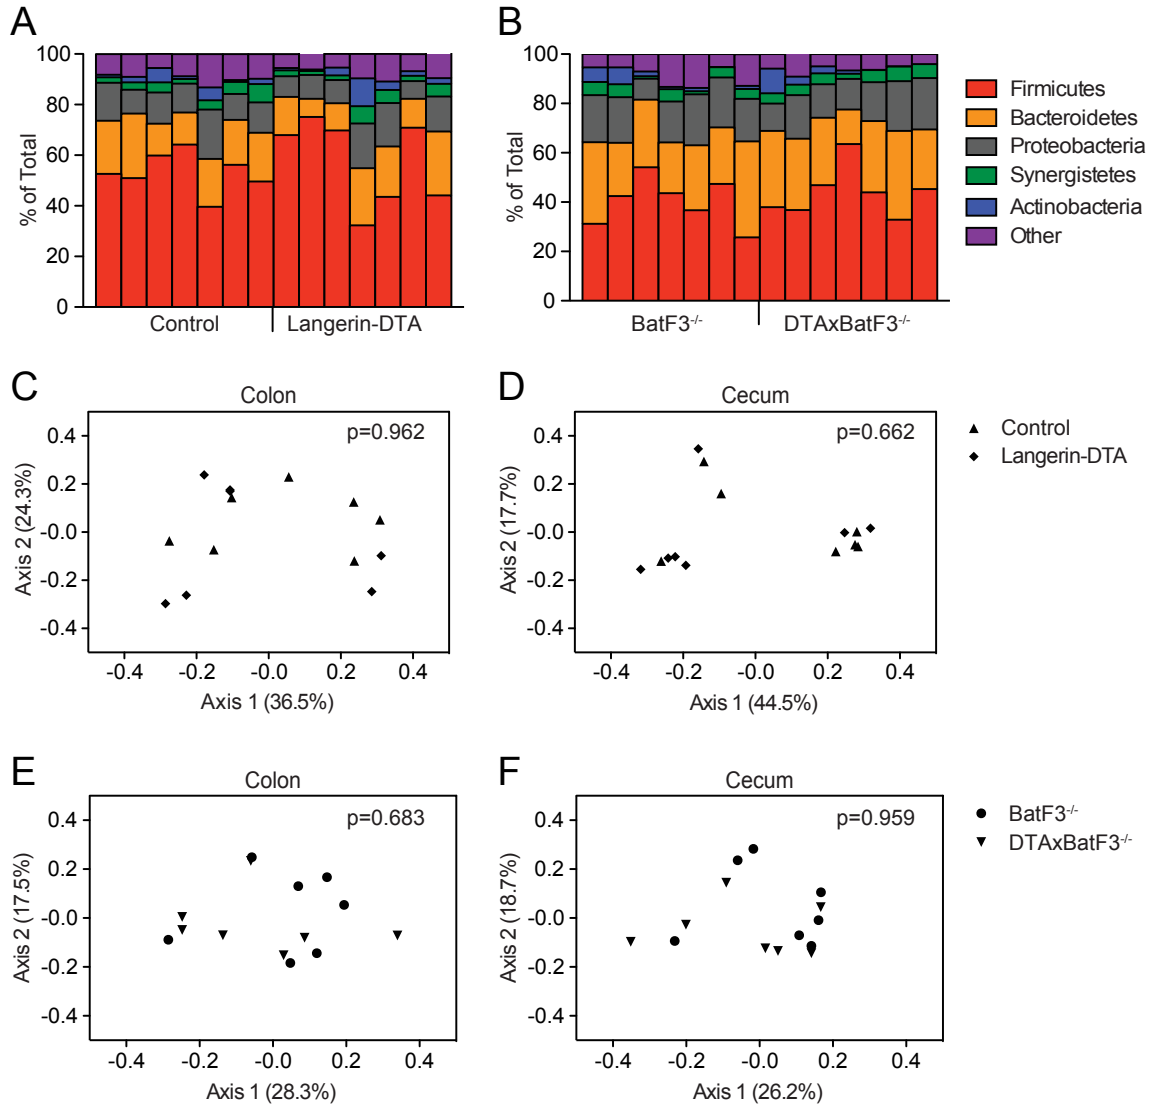 A
100
80
60
40
20
0
% of Total
Control
Langerin-DTA
B
100
80
60
40
20
0
% of Total
BatF3-/-
DTAxBatF3-/-
Firmicutes
Bacteroidetes
Proteobacteria
Synergistetes
Actinobacteria
Other
C
Colon
p=0.962
0.4
0.2
-0.0
-0.2
-0.4
Axis 2 (24.3%)
-0.4 -0.2 -0.0 0.2 0.4
Axis 1 (36.5%)
D
Cecum
p=0.662
0.4
0.2
-0.0
-0.2
-0.4
Axis 2 (17.7%)
-0.4 -0.2 -0.0 0.2 0.4
Axis 1 (44.5%)
Control
Langerin-DTA
E
Colon
p=0.683
0.4
0.2
-0.0
-0.2
-0.4
Axis 2 (17.5%)
-0.4 -0.2 -0.0 0.2 0.4
Axis 1 (28.3%)
F
Cecum
p=0.959
0.4
0.2
-0.0
-0.2
-0.4
Axis 2 (18.7%)
-0.4 -0.2 -0.0 0.2 0.4
Axis 1 (26.2%)
BatF3-/-
DTAxBatF3-/-